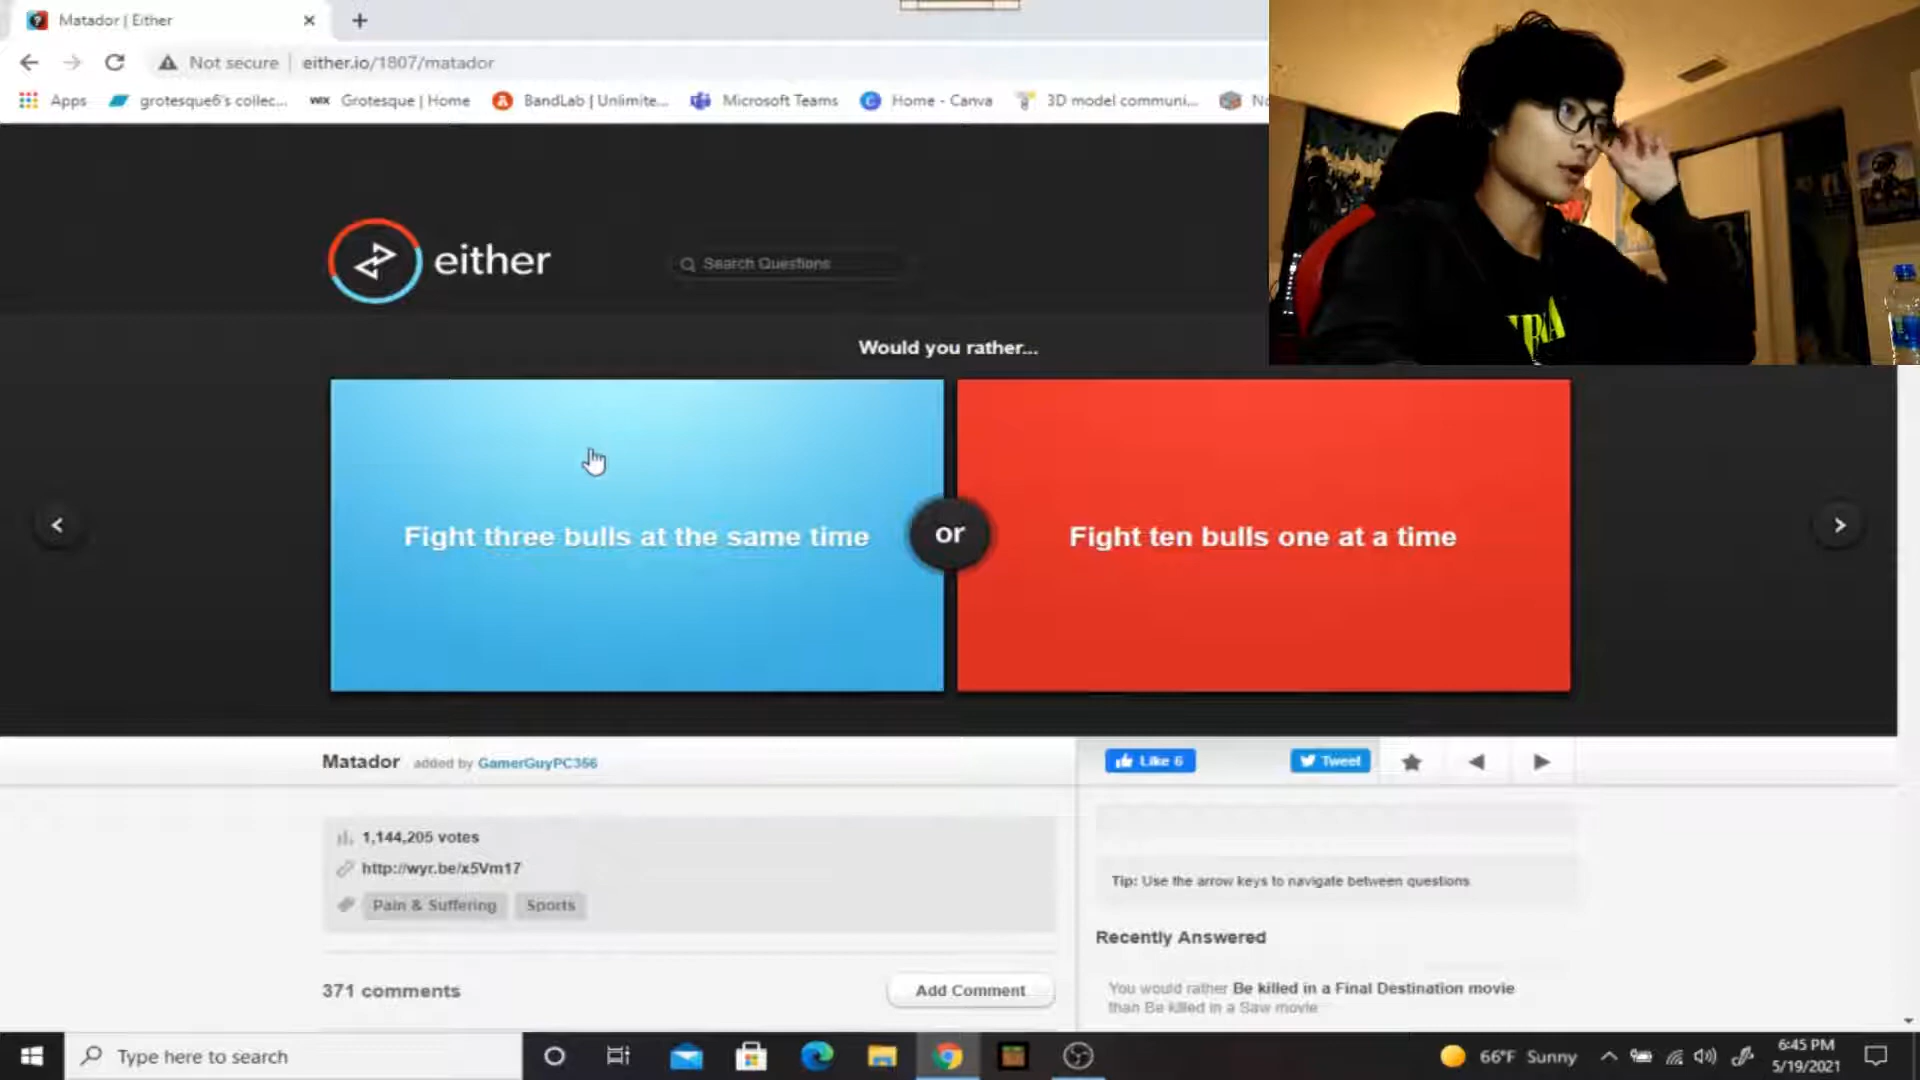 Matador | Either
Not secure
either.io/1807/matador
Apps
grotesque6's collec...
WIX
Grotesque | Home
BandLab | Unlimite...
Microsoft Teams
Home - Canva
3D model communi...
either
Search Questions
Would you rather...
Fight three bulls at the same time
or
Fight ten bulls one at a time
Matador added by GamerGuyPC356
Like 6
Tweet
1,144,205 votes
http://wyr.be/x5Vm17
Pain & Suffering
Sports
Tip: Use the arrow keys to navigate between questions
Recently Answered
371 comments
Add Comment
You would rather Be killed in a Final Destination movie
than Be killed in a Saw movie
Type here to search
66°F Sunny
6:45 PM
5/19/2021